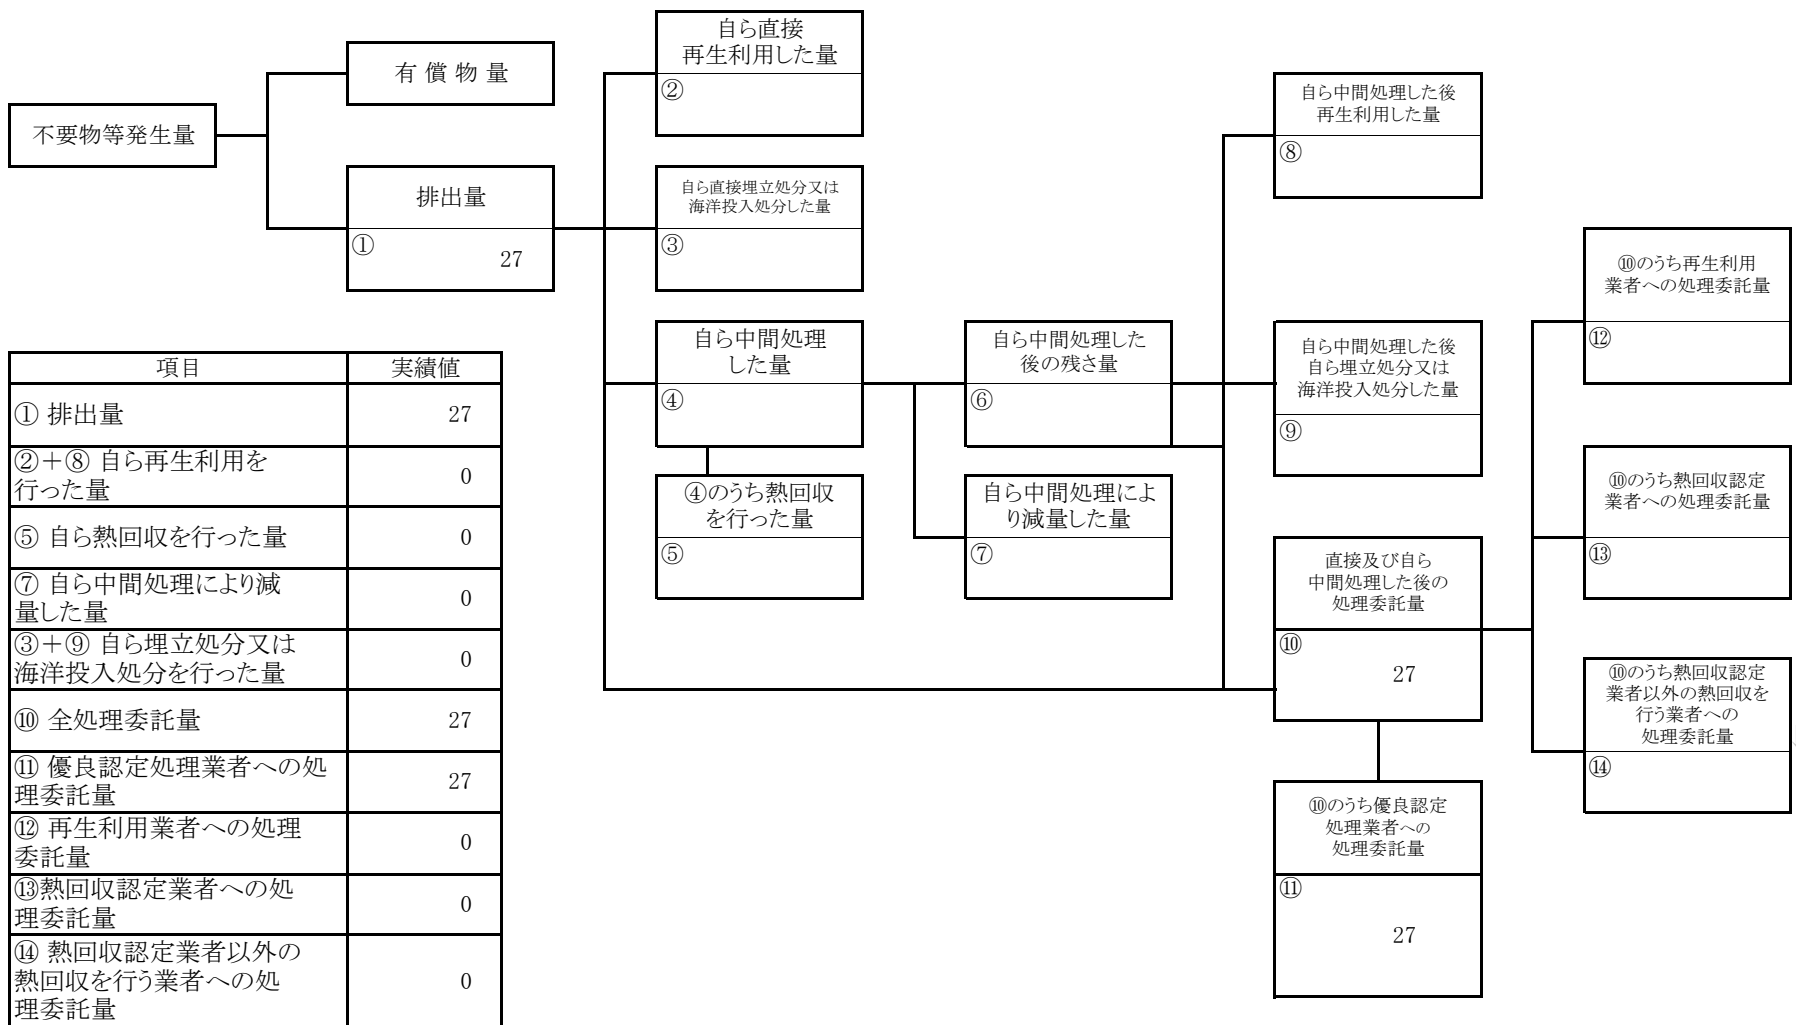 不要物等発生量
有 償 物 量
排出量
①
27
自ら直接
再生利用した量
②
自ら直接埋立処分又は
海洋投入処分した量
③
自ら中間処理
した量
④
④のうち熱回収
を行った量
⑤
自ら中間処理した
後の残さ量
⑥
自ら中間処理によ
り減量した量
⑦
自ら中間処理した後
再生利用した量
⑧
自ら中間処理した後
自ら埋立処分又は
海洋投入処分した量
⑨
直接及び自ら
中間処理した後の
処理委託量
⑩
27
⑩のうち優良認定
処理業者への
処理委託量
⑪
27
⑩のうち再生利用
業者への処理委託量
⑫
⑩のうち熱回収認定
業者への処理委託量
⑬
⑩のうち熱回収認定
業者以外の熱回収を
行う業者への
処理委託量
⑭
項目 実績値
① 排出量 27
②＋⑧ 自ら再生利用を
行った量 0
⑤ 自ら熱回収を行った量 0
⑦ 自ら中間処理により減
量した量 0
③＋⑨ 自ら埋立処分又は
海洋投入処分を行った量 0
⑩ 全処理委託量 27
⑪ 優良認定処理業者への処
理委託量 27
⑫ 再生利用業者への処理
委託量 0
⑬熱回収認定業者への処
理委託量 0
⑭ 熱回収認定業者以外の
熱回収を行う業者への処
理委託量 0